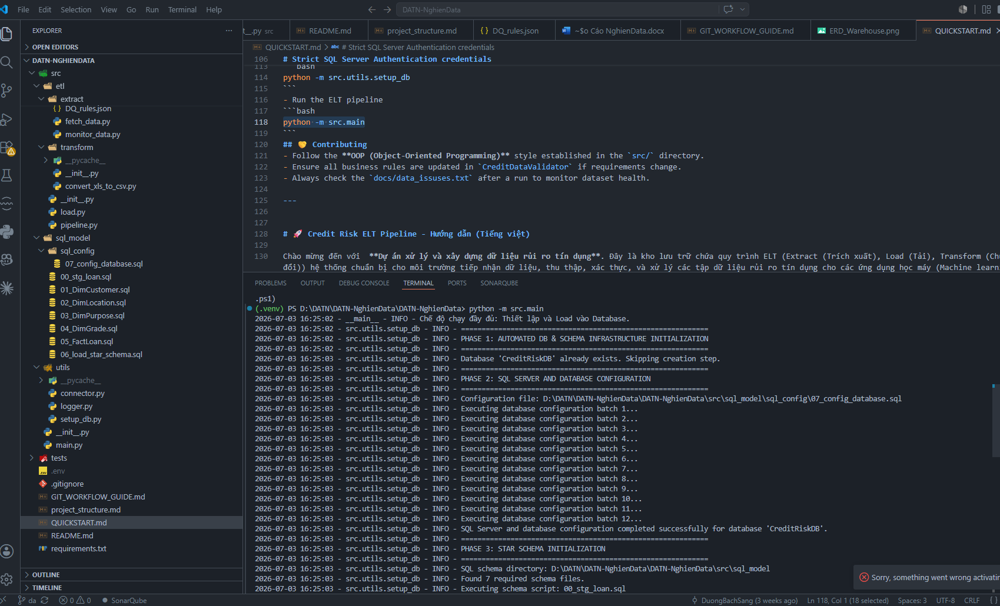 File Edit Selection View Go Run Terminal Help
DATN-NghienData
EXPLORER
OPEN EDITORS
DATN-NGHIENDATA
src
etl
extract
DQ_rules.json
fetch_data.py
monitor_data.py
transform
__pycache__
__init__.py
convert_xls_to_csv.py
__init__.py
load.py
pipeline.py
sql_model
sql_config
07_config_database.sql
00_stg_loan.sql
01_DimCustomer.sql
02_DimLocation.sql
03_DimPurpose.sql
04_DimGrade.sql
05_FactLoan.sql
06_load_star_schema.sql
utils
__pycache__
connector.py
logger.py
setup_db.py
__init__.py
main.py
tests
.env
.gitignore
GIT_WORKFLOW_GUIDE.md
project_structure.md
QUICKSTART.md
README.md
requirements.txt
OUTLINE
TIMELINE
t__.py src README.md project_structure.md DQ_rules.json ~$o Cáo NghienData.docx GIT_WORKFLOW_GUIDE.md ERD_Warehouse.png QUICKSTART.md
QUICKSTART.md > # Strict SQL Server Authentication credentials
106 # Strict SQL Server Authentication credentials
113 bash
114 python -m src.utils.setup_db
115 ```
116 - Run the ELT pipeline
117 ```bash
118 python -m src.main
119 ```
120 ## 🤝 Contributing
121 - Follow the **OOP (Object-Oriented Programming)** style established in the `src/` directory.
122 - Ensure all business rules are updated in `CreditDataValidator` if requirements change.
123 - Always check the `docs/data_issuses.txt` after a run to monitor dataset health.
124
125 ---
126
127
128 # 🚀 Credit Risk ELT Pipeline - Hướng dẫn (Tiếng việt)
129
130 Chào mừng đến với **Dự án xử lý và xây dựng dữ liệu rủi ro tín dụng**. Đây là kho lưu trữ chứa quy trình ELT (Extract (Trích xuất), Load (Tải), Transform (Ch
đổi)) hệ thống chuẩn bị cho môi trường tiếp nhận dữ liệu, thu thập, xác thực, và xử lý các tập dữ liệu rủi ro tín dụng cho các ứng dụng học máy (Machine learni
PROBLEMS OUTPUT DEBUG CONSOLE TERMINAL PORTS SONARQUBE
.ps1)
(.venv) PS D:\DATN\DATN-NghienData\DATN-NghienData> python -m src.main
2026-07-03 16:25:02 - __main__ - INFO - Chế độ chạy đầy đủ: Thiết lập và Load vào Database.
2026-07-03 16:25:02 - src.utils.setup_db - INFO - ============================================================
2026-07-03 16:25:02 - src.utils.setup_db - INFO - PHASE 1: AUTOMATED DB & SCHEMA INFRASTRUCTURE INITIALIZATION
2026-07-03 16:25:02 - src.utils.setup_db - INFO - ============================================================
2026-07-03 16:25:03 - src.utils.setup_db - INFO - Database 'CreditRiskDB' already exists. Skipping creation step.
2026-07-03 16:25:03 - src.utils.setup_db - INFO - ============================================================
2026-07-03 16:25:03 - src.utils.setup_db - INFO - PHASE 2: SQL SERVER AND DATABASE CONFIGURATION
2026-07-03 16:25:03 - src.utils.setup_db - INFO - ============================================================
2026-07-03 16:25:03 - src.utils.setup_db - INFO - Configuration file: D:\DATN\DATN-NghienData\DATN-NghienData\src\sql_model\sql_config\07_config_database.sql
2026-07-03 16:25:03 - src.utils.setup_db - INFO - Executing database configuration batch 1...
2026-07-03 16:25:03 - src.utils.setup_db - INFO - Executing database configuration batch 2...
2026-07-03 16:25:03 - src.utils.setup_db - INFO - Executing database configuration batch 3...
2026-07-03 16:25:03 - src.utils.setup_db - INFO - Executing database configuration batch 4...
2026-07-03 16:25:03 - src.utils.setup_db - INFO - Executing database configuration batch 5...
2026-07-03 16:25:03 - src.utils.setup_db - INFO - Executing database configuration batch 6...
2026-07-03 16:25:03 - src.utils.setup_db - INFO - Executing database configuration batch 7...
2026-07-03 16:25:03 - src.utils.setup_db - INFO - Executing database configuration batch 8...
2026-07-03 16:25:03 - src.utils.setup_db - INFO - Executing database configuration batch 9...
2026-07-03 16:25:03 - src.utils.setup_db - INFO - Executing database configuration batch 10...
2026-07-03 16:25:03 - src.utils.setup_db - INFO - Executing database configuration batch 11...
2026-07-03 16:25:03 - src.utils.setup_db - INFO - Executing database configuration batch 12...
2026-07-03 16:25:03 - src.utils.setup_db - INFO - SQL Server and database configuration completed successfully for database 'CreditRiskDB'.
2026-07-03 16:25:03 - src.utils.setup_db - INFO - ============================================================
2026-07-03 16:25:03 - src.utils.setup_db - INFO - PHASE 3: STAR SCHEMA INITIALIZATION
2026-07-03 16:25:03 - src.utils.setup_db - INFO - ============================================================
2026-07-03 16:25:03 - src.utils.setup_db - INFO - SQL schema directory: D:\DATN\DATN-NghienData\DATN-NghienData\src\sql_model
2026-07-03 16:25:03 - src.utils.setup_db - INFO - Found 7 required schema files.
2026-07-03 16:25:03 - src.utils.setup_db - INFO - Executing schema script: 00_stg_loan.sql
Sorry, something went wrong activatin
da 0 0 SonarQube DuongBachSang (3 weeks ago) Ln 118, Col 1 (18 selected) Spaces: 3 UTF-8 CRLF { }